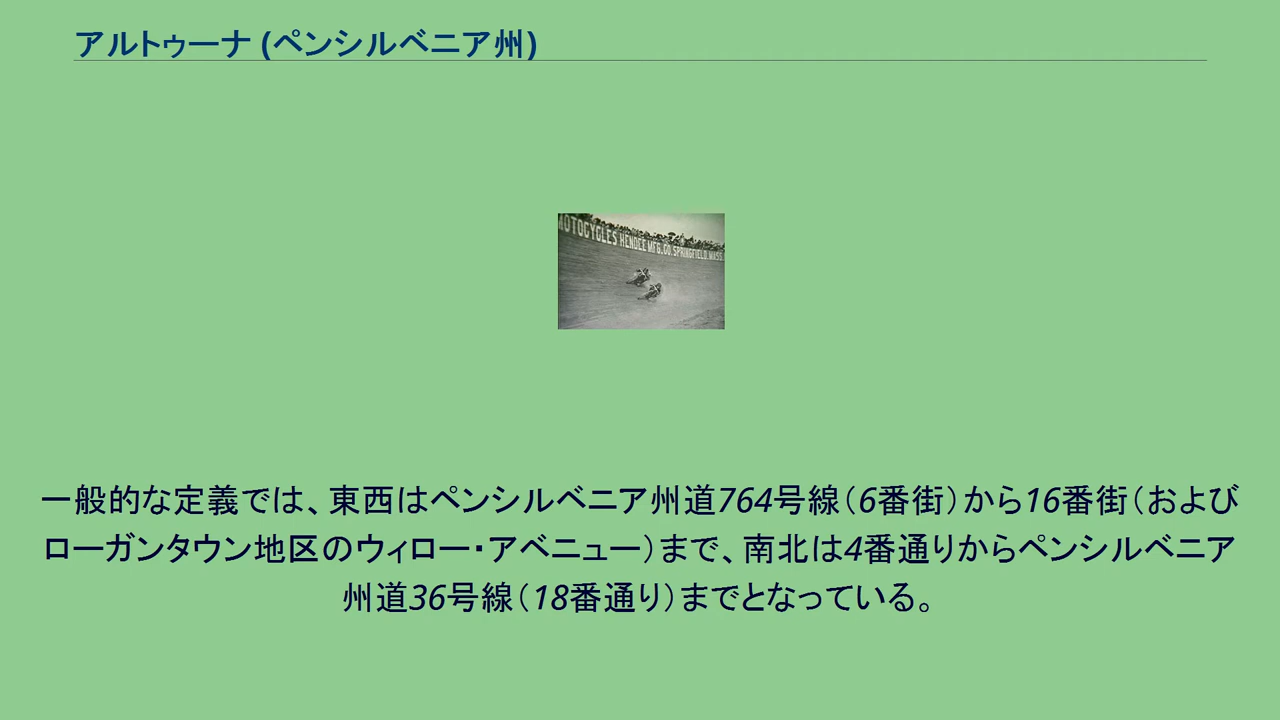 アルトゥーナ (ペンシルベニア州)
MOTOCYCLES HENDEE MFG. CO. SPRINGFIELD, MASS.
一般的な定義では、東西はペンシルベニア州道764号線（6番街）から16番街（および
ローガンタウン地区のウィロー・アベニュー）まで、南北は4番通りからペンシルベニア
州道36号線（18番通り）までとなっている。